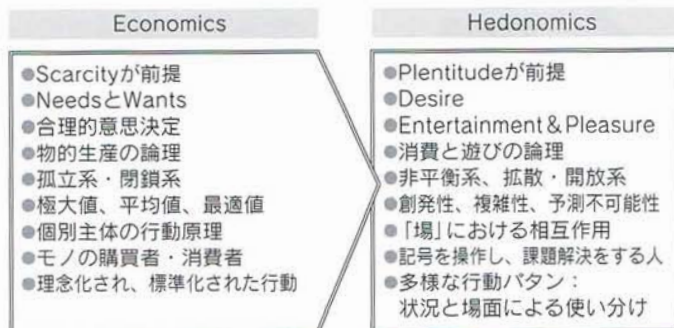 Economics
●Scarcityが前提
●NeedsとWants
●合理的意思決定
●物的生産の論理
●孤立系・閉鎖系
●極大値、平均値、最適値
●個別主体の行動原理
●モノの購買者・消費者
●理念化され、標準化された行動
Hedonomics
●Plentitudeが前提
●Desire
●Entertainment&Pleasure
●消費と遊びの論理
●非平衡系、拡散・開放系
●創発性、複雑性、予測不可能性
●「場」における相互作用
●記号を操作し、課題解決をする人
●多様な行動パタン：
状況と場面による使い分け